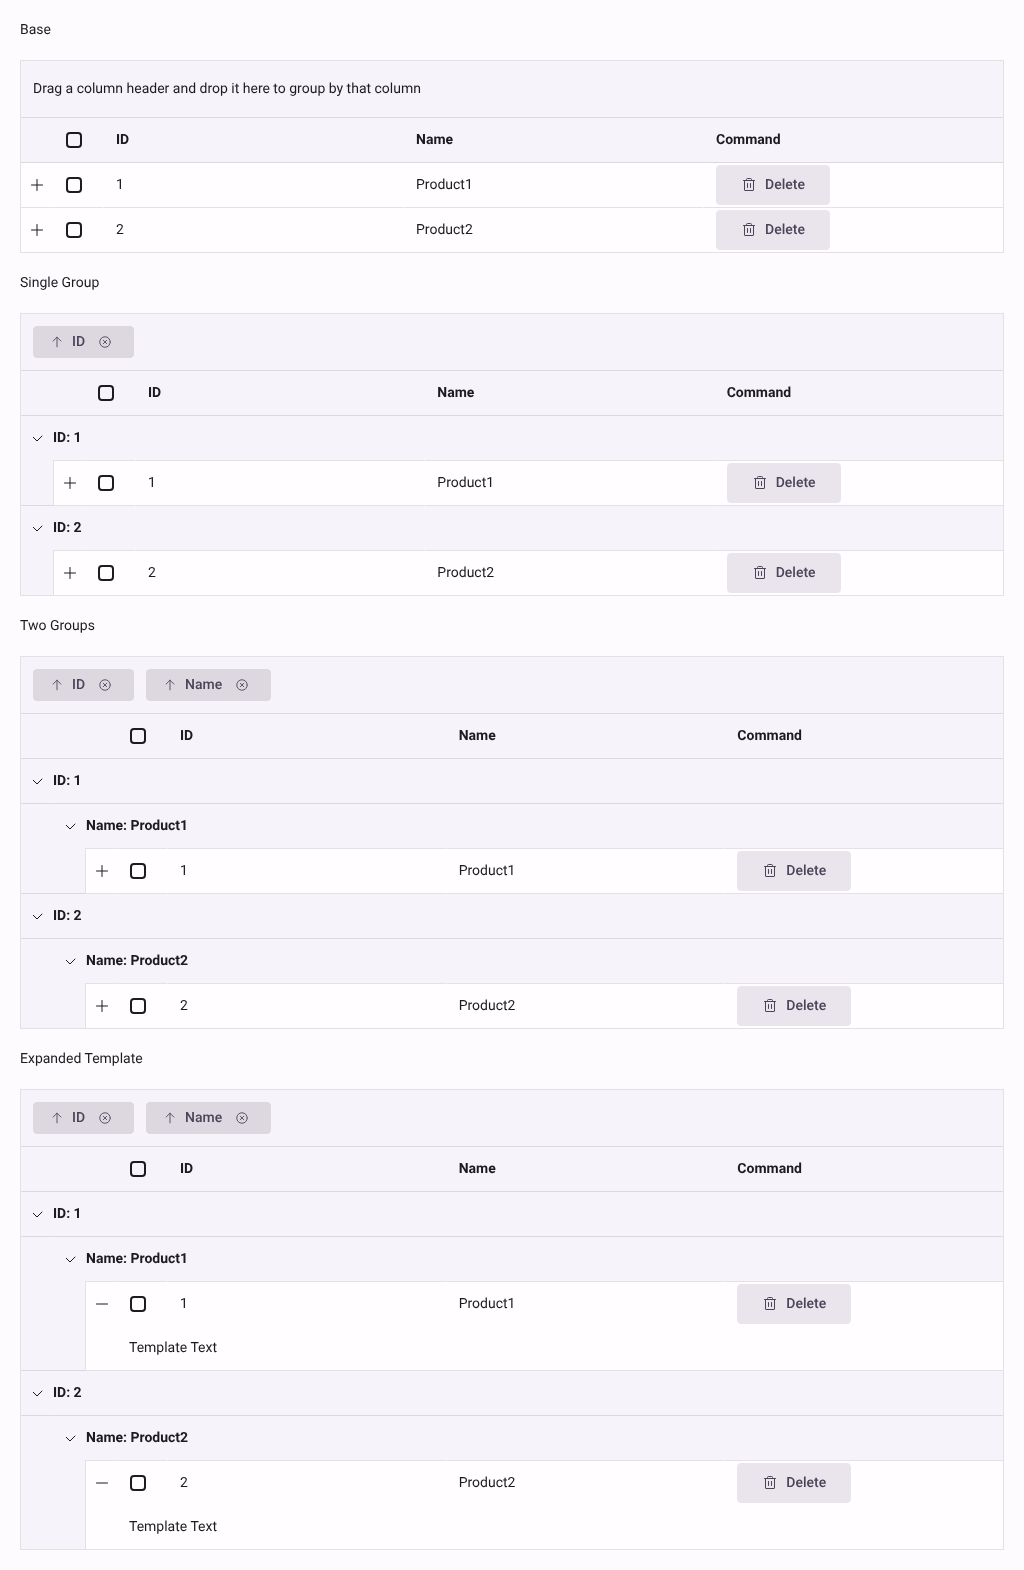 Base
Drag a column header and drop it here to group by that column
ID Name Command
1 Product1 Delete
2 Product2 Delete
Single Group
ID
ID Name Command
ID: 1
1 Product1 Delete
ID: 2
2 Product2 Delete
Two Groups
ID Name
ID Name Command
ID: 1
Name: Product1
1 Product1 Delete
ID: 2
Name: Product2
2 Product2 Delete
Expanded Template
ID Name
ID Name Command
ID: 1
Name: Product1
1 Product1 Delete
Template Text
ID: 2
Name: Product2
2 Product2 Delete
Template Text